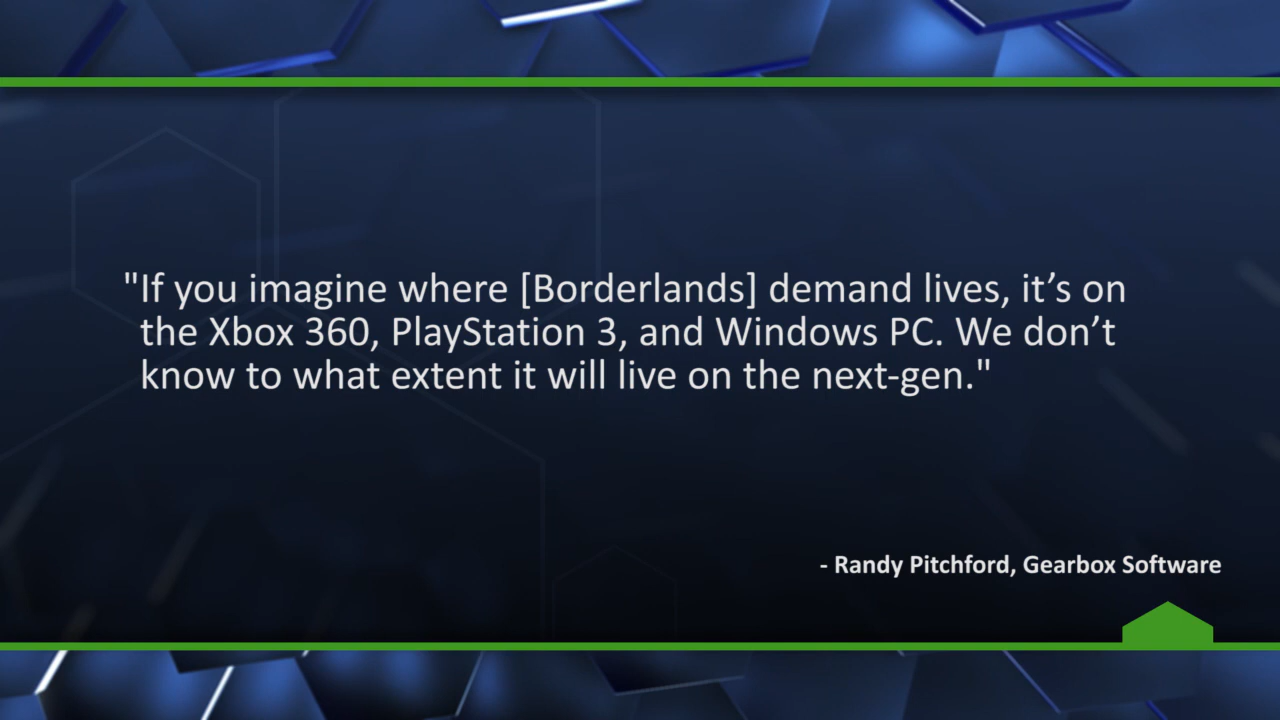 "If you imagine where [Borderlands] demand lives, it’s on
the Xbox 360, PlayStation 3, and Windows PC. We don’t
know to what extent it will live on the next-gen."
- Randy Pitchford, Gearbox Software